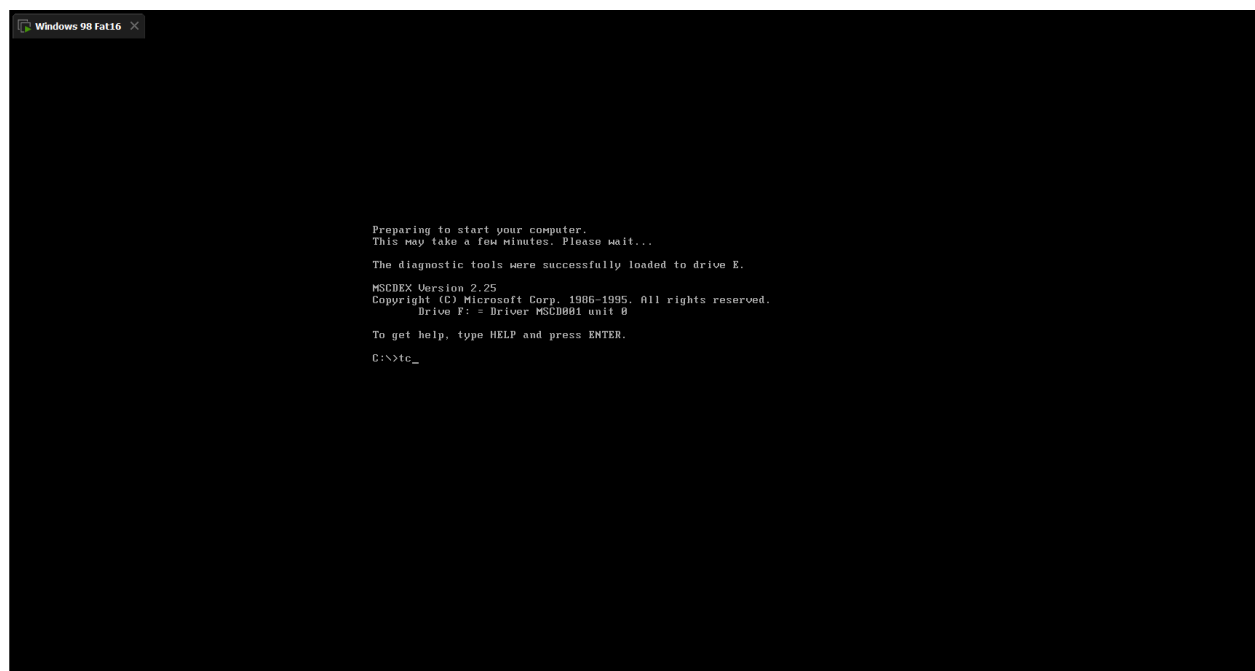 Windows 98 Fat16
Preparing to start your computer.
This may take a few minutes. Please wait...
The diagnostic tools were successfully loaded to drive E.
MSCDEX Version 2.25
Copyright (C) Microsoft Corp. 1986-1995. All rights reserved.
Drive F: = Driver MSCD001 unit 0
To get help, type HELP and press ENTER.
C:\>tc_